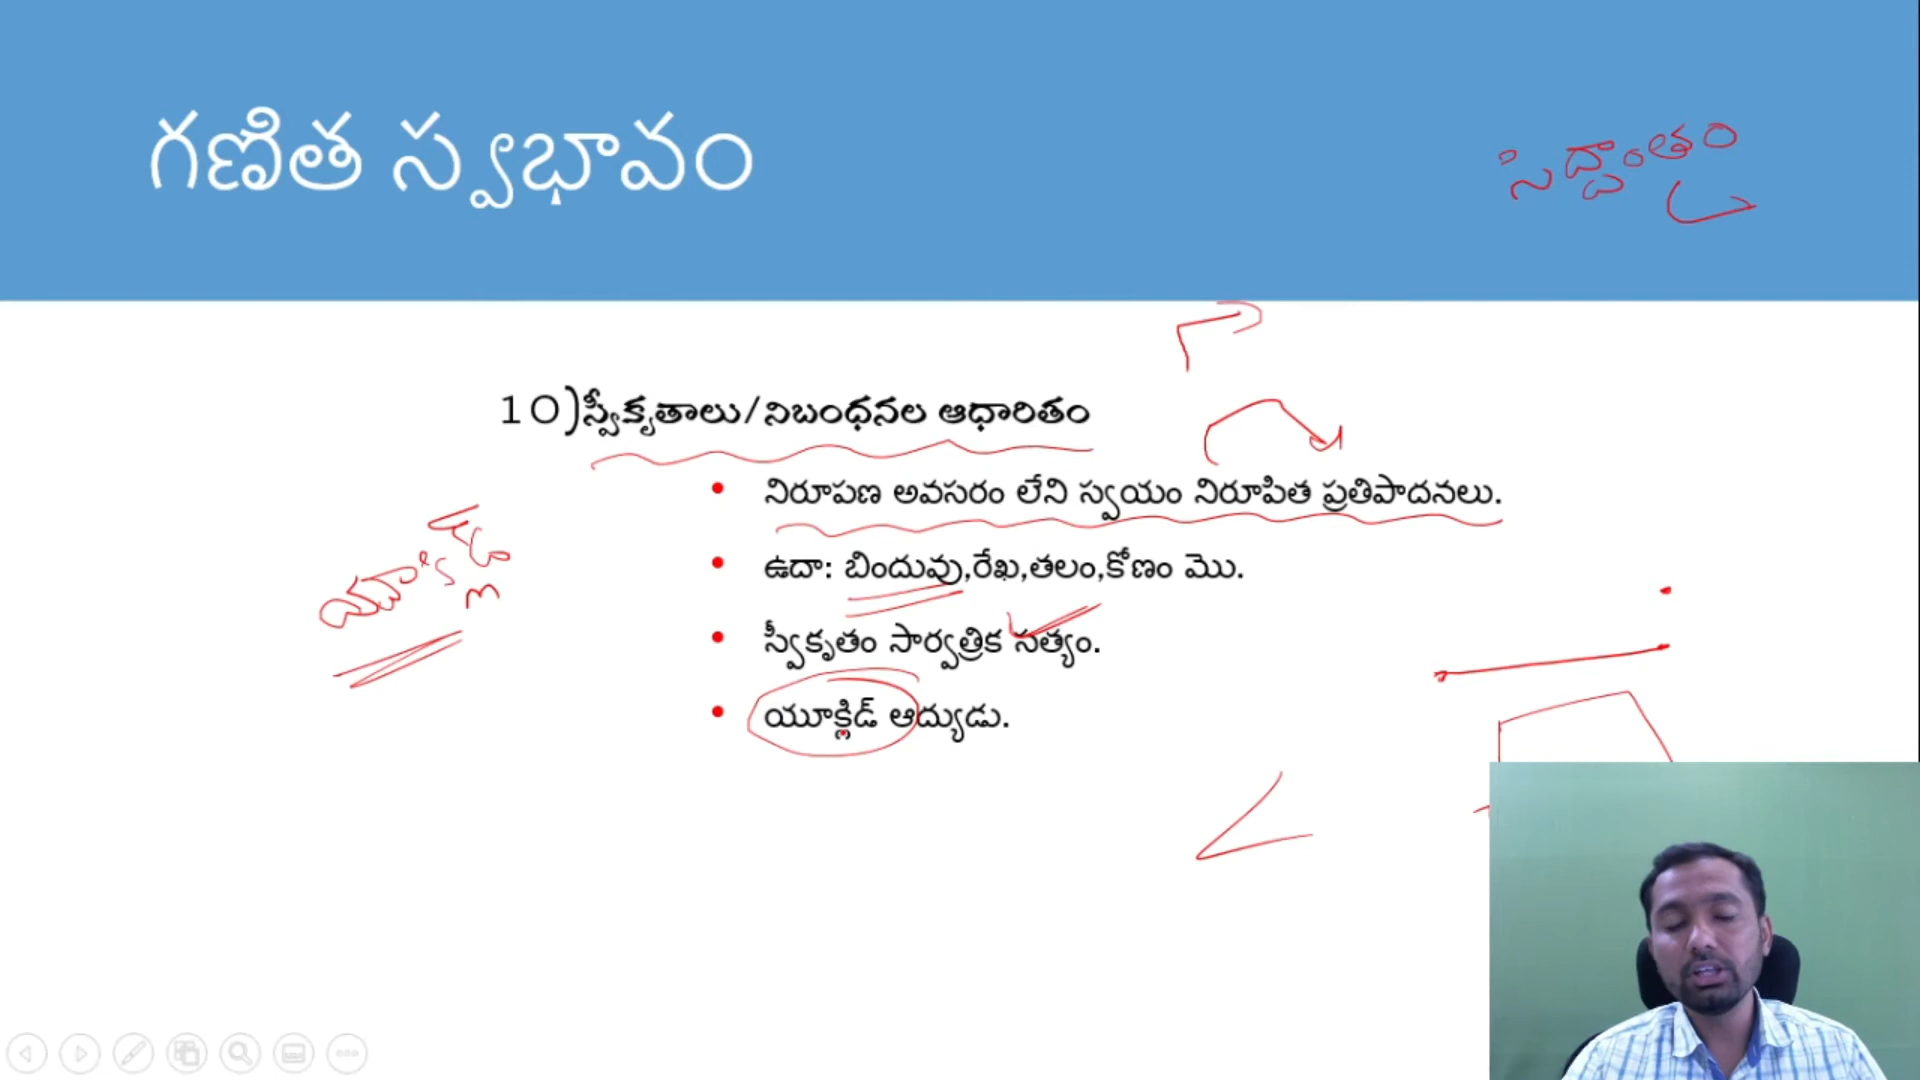 గణిత స్వభావం
సిద్ధాంతం
10)స్వీకృతాలు/నిబంధనల ఆధారితం
నిరూపణ అవసరం లేని స్వయం నిరూపిత ప్రతిపాదనలు.
ఉదా: బిందువు,రేఖ,తలం,కోణం మొ.
స్వీకృతం సార్వత్రిక సత్యం.
యూక్లిడ్ ఆద్యుడు.